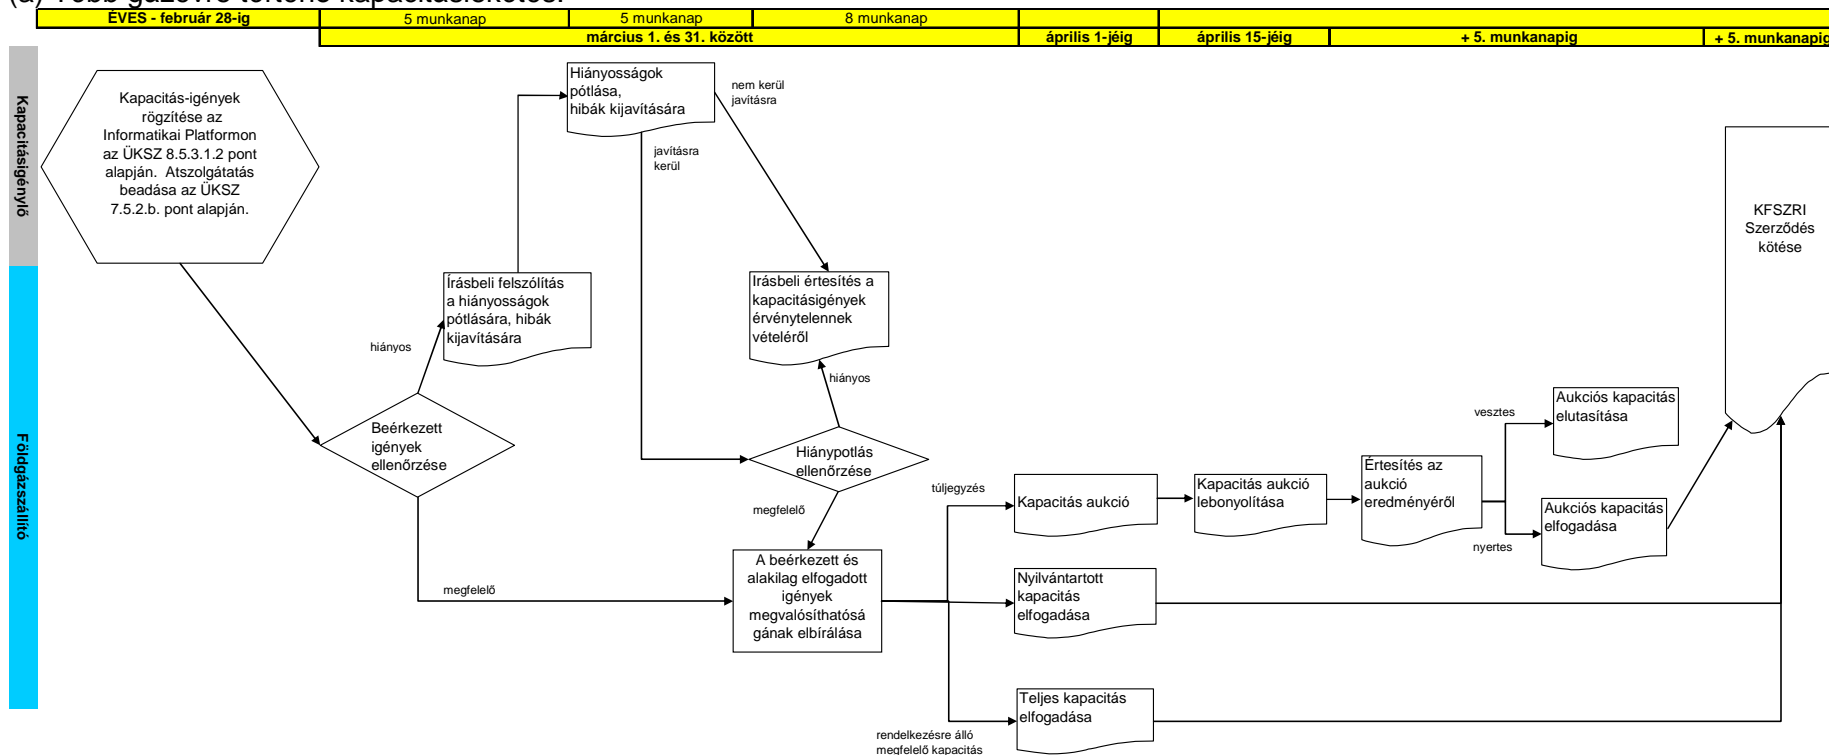 (a) Több gázévre történő kapacitáslekötés:
ÉVES - február 28-ig
5 munkanap
5 munkanap
8 munkanap
március 1. és 31. között
április 1-jéig
április 15-jéig
+ 5. munkanapig
+ 5. munkanapig
Kapacitásigénylő
Kapacitás-igények
rögzítése az
Informatikai Platformon
az ÜKSZ 8.5.3.1.2 pont
alapján. Atszolgátatás
beadása az ÜKSZ
7.5.2.b. pont alapján.
Hiányosságok
pótlása,
hibák kijavítására
nem kerül
javításra
javításra
kerül
KFSZRI
Szerződés
kötése
Földgázszállító
Írásbeli felszólítás
a hiányosságok
pótlására, hibák
kijavítására
Irásbeli értesítés a
kapacitásigények
érvénytelennek
vételéről
hiányos
hiányos
Beérkezett
igények
ellenőrzése
Hiánypotlás
ellenőrzése
megfelelő
megfelelő
A beérkezett és
alakilag elfogadott
igények
megvalósíthatósá
gának elbírálása
túljegyzés
Kapacitás aukció
Kapacitás aukció
lebonyolítása
Értesítés az
aukció
eredményéről
vesztes
Aukciós kapacitás
elutasítása
nyertes
Aukciós kapacitás
elfogadása
Nyilvántartott
kapacitás
elfogadása
Teljes kapacitás
elfogadása
rendelkezésre álló
megfelelő kapacitás